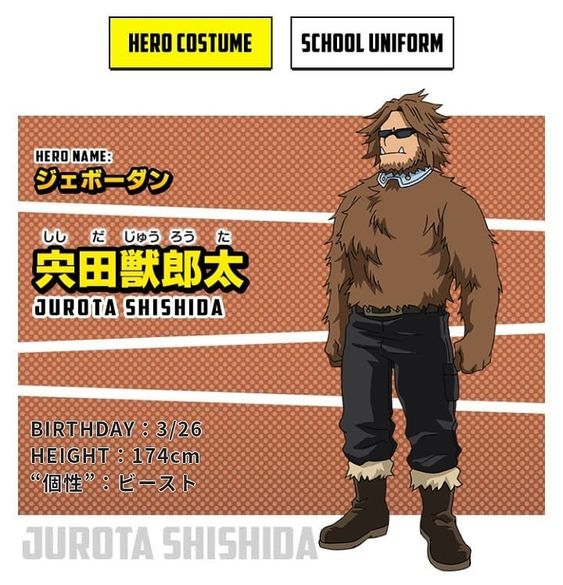 HERO COSTUME
SCHOOL UNIFORM
HERO NAME:
ジェボーダン
しし だ じゅう ろう た
宍田獣郎太
JUROTA SHISHIDA
BIRTHDAY：3/26
HEIGHT：174cm
“個性”：ビースト
JUROTA SHISHIDA